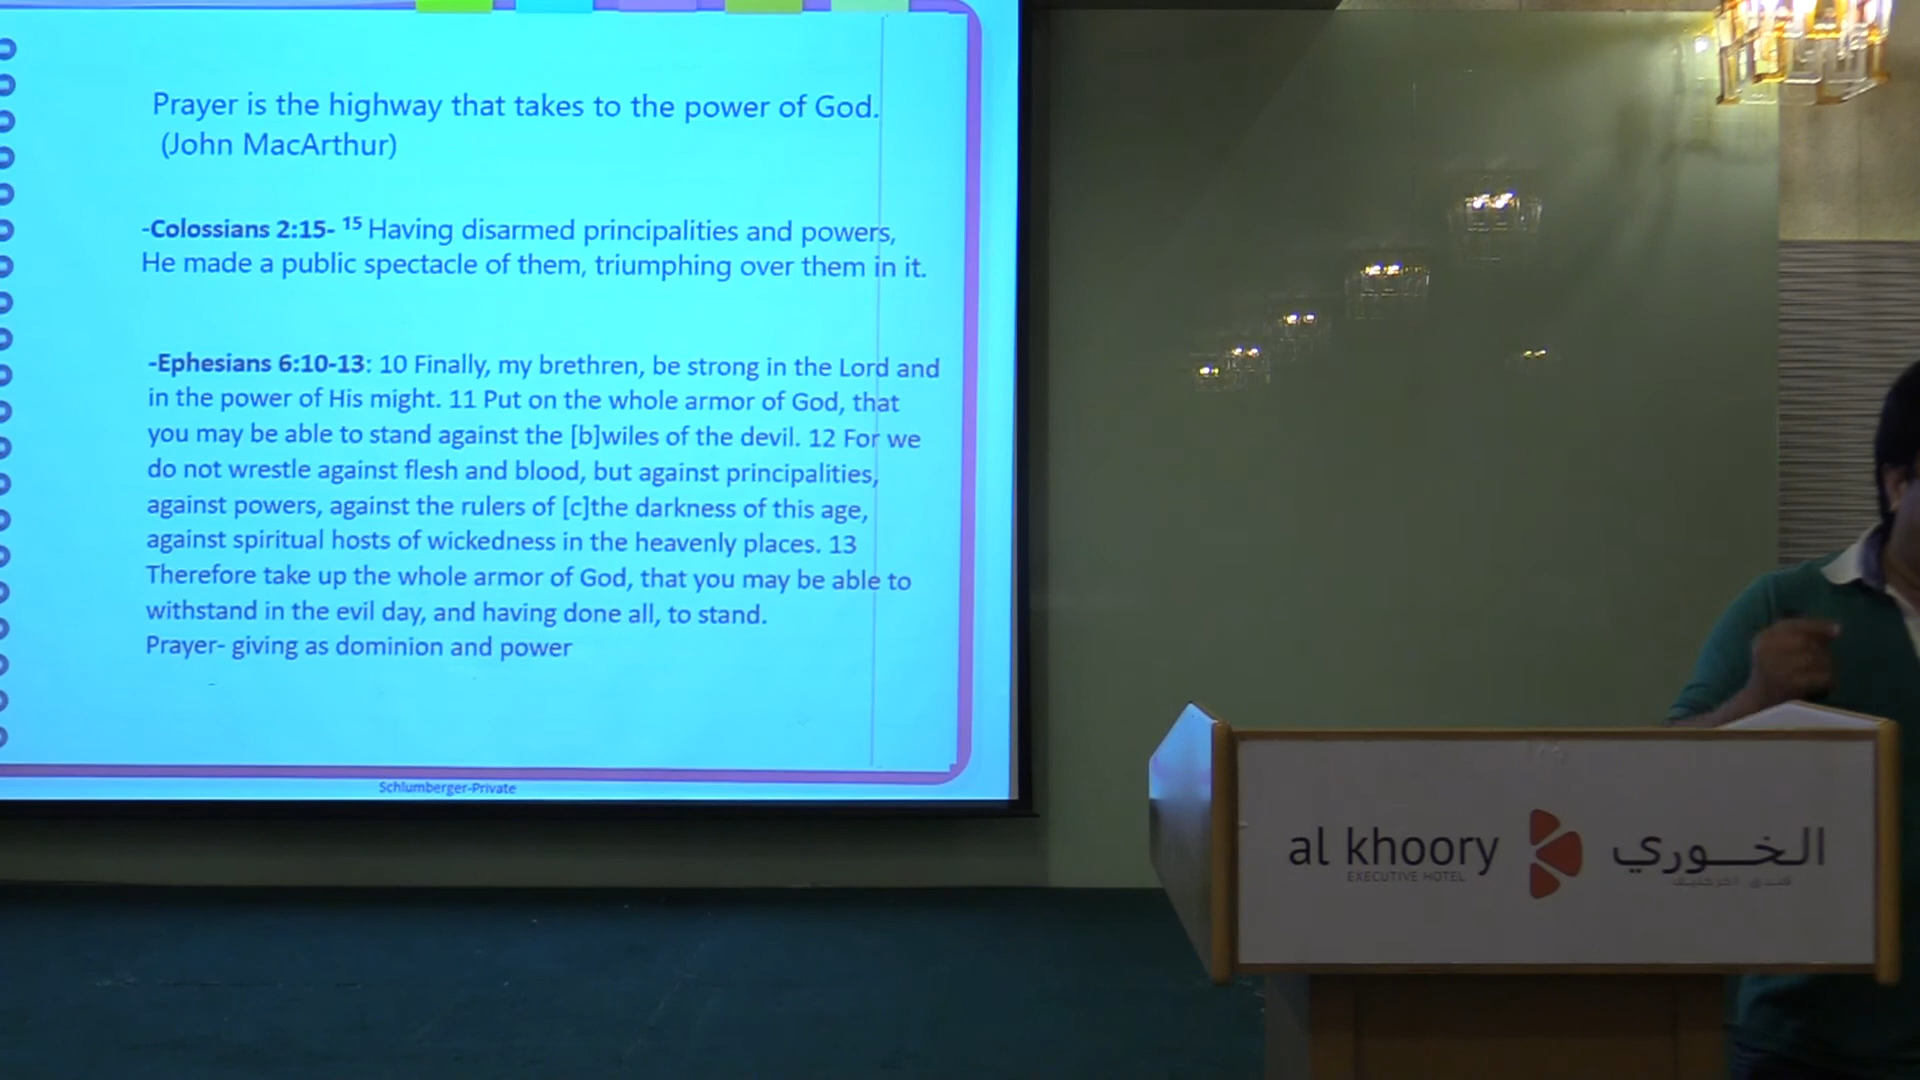 Prayer is the highway that takes to the power of God.
(John MacArthur)
-Colossians 2:15- 15 Having disarmed principalities and powers,
He made a public spectacle of them, triumphing over them in it.
-Ephesians 6:10-13: 10 Finally, my brethren, be strong in the Lord and
in the power of His might. 11 Put on the whole armor of God, that
you may be able to stand against the [b]wiles of the devil. 12 For we
do not wrestle against flesh and blood, but against principalities,
against powers, against the rulers of [c]the darkness of this age,
against spiritual hosts of wickedness in the heavenly places. 13
Therefore take up the whole armor of God, that you may be able to
withstand in the evil day, and having done all, to stand.
Prayer- giving as dominion and power
Schlumberger-Private
al khoory
EXECUTIVE HOTEL
الخوري